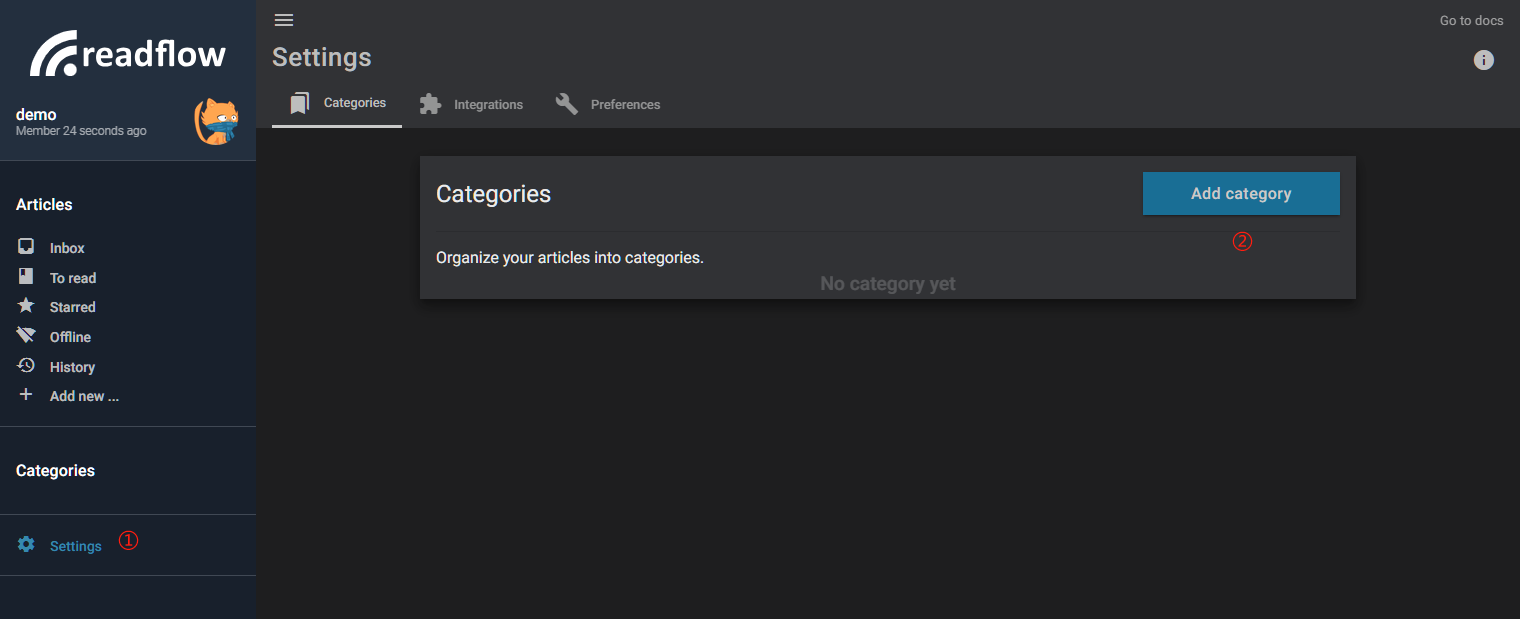 readflow
demo
Member 24 seconds ago
Articles
Inbox
To read
Starred
Offline
History
Add new ...
Categories
Settings ①
Go to docs
Settings
Categories Integrations Preferences
Categories
Add category
②
Organize your articles into categories.
No category yet